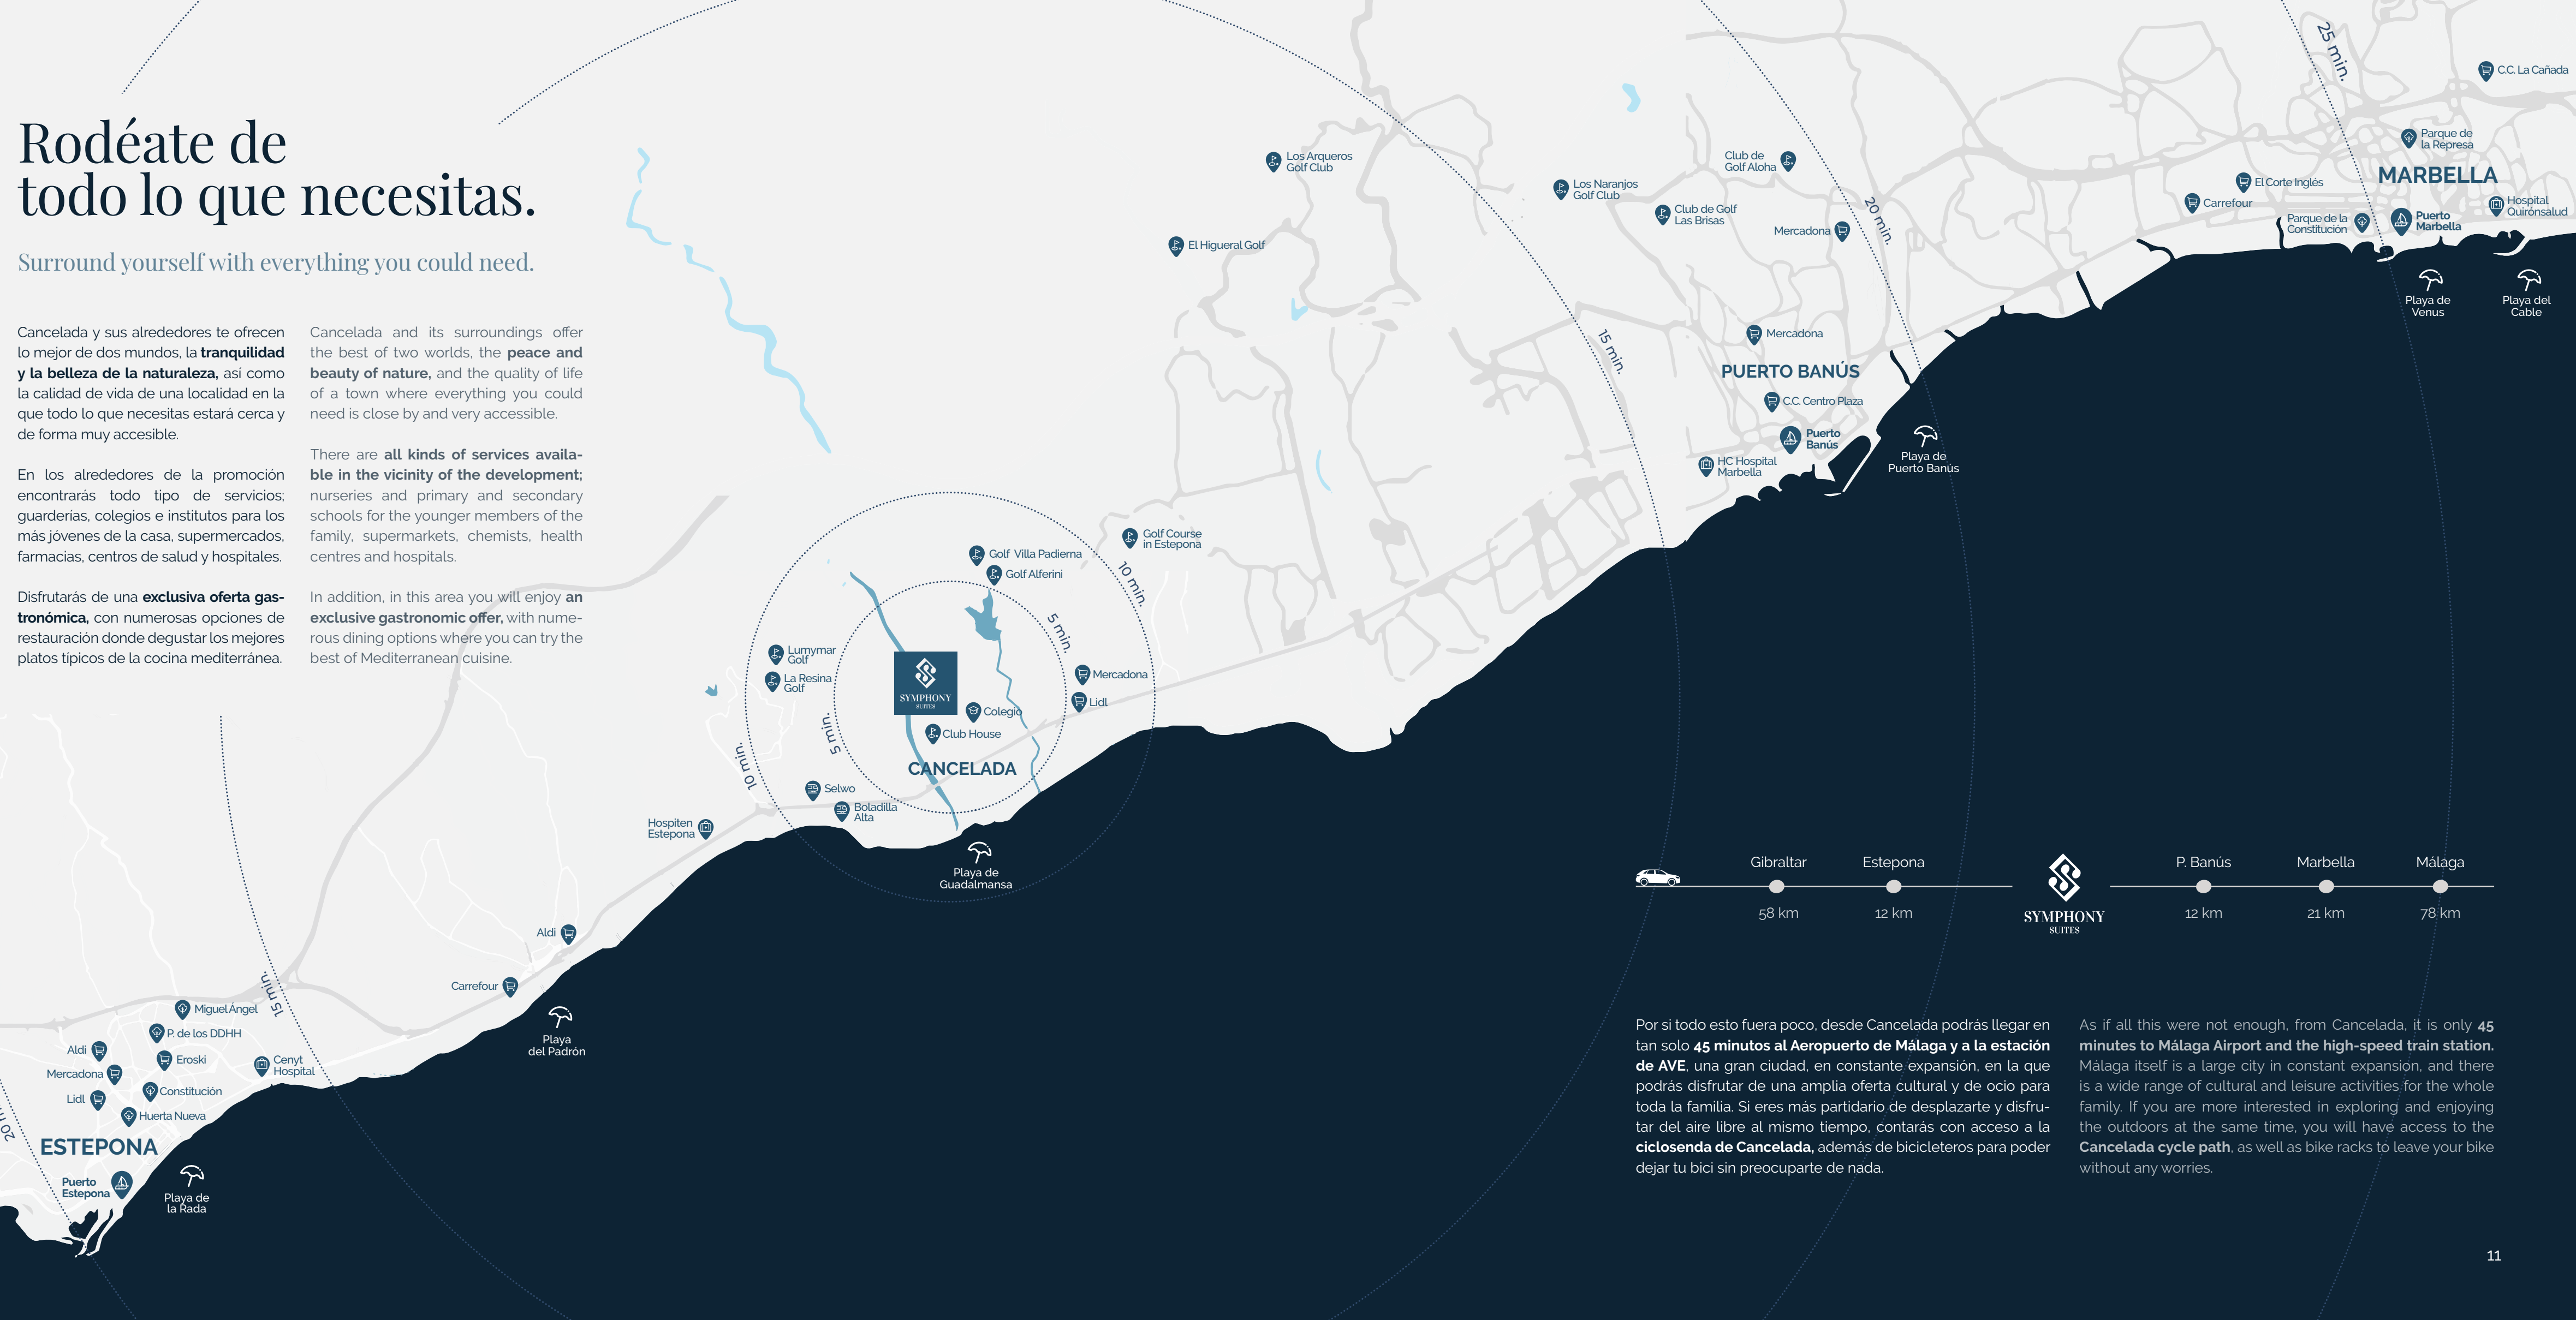 Rodéate de
todo lo que necesitas.
Surround yourself with everything you could need.
Cancelada y sus alrededores te ofrecen
lo mejor de dos mundos, la tranquilidad
y la belleza de la naturaleza, así como
la calidad de vida de una localidad en la
que todo lo que necesitas estará cerca y
de forma muy accesible.
En los alrededores de la promoción
encontrarás todo tipo de servicios;
guarderías, colegios e institutos para los
más jóvenes de la casa, supermercados,
farmacias, centros de salud y hospitales.
Disfrutarás de una exclusiva oferta gas-
tronómica, con numerosas opciones de
restauración donde degustar los mejores
platos típicos de la cocina mediterránea.
Cancelada and its surroundings offer
the best of two worlds, the peace and
beauty of nature, and the quality of life
of a town where everything you could
need is close by and very accessible.
There are all kinds of services availa-
ble in the vicinity of the development;
nurseries and primary and secondary
schools for the younger members of the
family, supermarkets, chemists, health
centres and hospitals.
In addition, in this area you will enjoy an
exclusive gastronomic offer, with nume-
rous dining options where you can try the
best of Mediterranean cuisine.
25 min.
C.C. La Cañada
Parque de
la Represa
MARBELLA
El Corte Inglés
Carrefour
Hospital
Quirónsalud
Parque de la
Constitución
Puerto
Marbella
Playa de
Venus
Playa del
Cable
Los Arqueros
Golf Club
El Higueral Golf
Los Naranjos
Golf Club
Club de
Golf Aloha
Club de Golf
Las Brisas
Mercadona
20 min.
15 min.
Mercadona
PUERTO BANÚS
C.C. Centro Plaza
Puerto
Banús
HC Hospital
Marbella
Playa de
Puerto Banús
Golf Course
in Estepona
Golf Villa Padierna
Golf Alferini
10 min.
5 min.
Lumymar
Golf
La Resina
Golf
SYMPHONY
SUITES
Mercadona
Lidl
Colegio
Club House
5 min.
10 min.
CANCELADA
Selwo
Boladilla
Alta
Hospiten
Estepona
Playa de
Guadalmansa
Aldi
Carrefour
Playa
del Padrón
15 min.
Miguel Ángel
P. de los DDHH
Aldi
Eroski
Cenyt
Hospital
Mercadona
Constitución
Lidl
Huerta Nueva
20 m
ESTEPONA
Puerto
Estepona
Playa de
la Rada
Gibraltar
Estepona
P. Banús
Marbella
Málaga
58 km
12 km
SYMPHONY
SUITES
12 km
21 km
78 km
Por si todo esto fuera poco, desde Cancelada podrás llegar en
tan solo 45 minutos al Aeropuerto de Málaga y a la estación
de AVE, una gran ciudad, en constante expansión, en la que
podrás disfrutar de una amplia oferta cultural y de ocio para
toda la familia. Si eres más partidario de desplazarte y disfru-
tar del aire libre al mismo tiempo, contarás con acceso a la
ciclosenda de Cancelada, además de bicicleteros para poder
dejar tu bici sin preocuparte de nada.
As if all this were not enough, from Cancelada, it is only 45
minutes to Málaga Airport and the high-speed train station.
Málaga itself is a large city in constant expansion, and there
is a wide range of cultural and leisure activities for the whole
family. If you are more interested in exploring and enjoying
the outdoors at the same time, you will have access to the
Cancelada cycle path, as well as bike racks to leave your bike
without any worries.
11